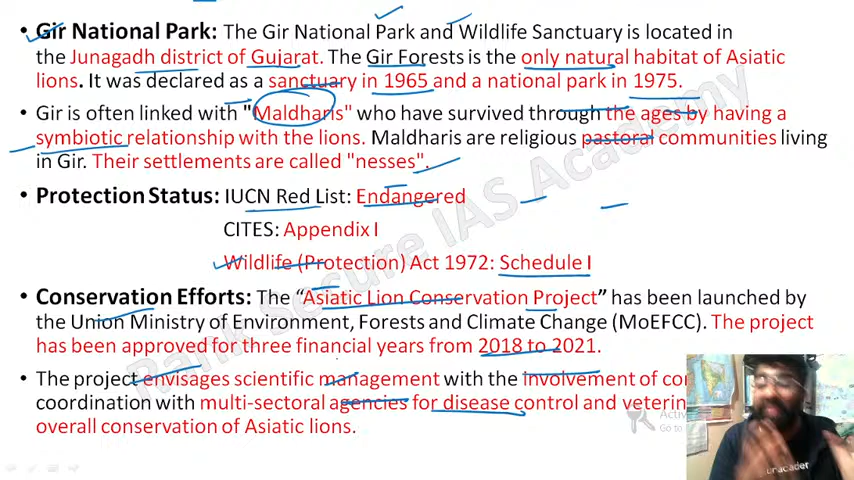 • Gir National Park: The Gir National Park and Wildlife Sanctuary is located in
the Junagadh district of Gujarat. The Gir Forests is the only natural habitat of Asiatic
lions. It was declared as a sanctuary in 1965 and a national park in 1975.
• Gir is often linked with "Maldharis" who have survived through the ages by having a
symbiotic relationship with the lions. Maldharis are religious pastoral communities living
in Gir. Their settlements are called "nesses".
• Protection Status: IUCN Red List: Endangered
CITES: Appendix I
Wildlife (Protection) Act 1972: Schedule I
• Conservation Efforts: The “Asiatic Lion Conservation Project” has been launched by
the Union Ministry of Environment, Forests and Climate Change (MoEFCC). The project
has been approved for three financial years from 2018 to 2021.
• The project envisages scientific management with the involvement of
coordination with multi-sectoral agencies for disease control and
overall conservation of Asiatic lions.
Rank Secure IAS Academy
Go to